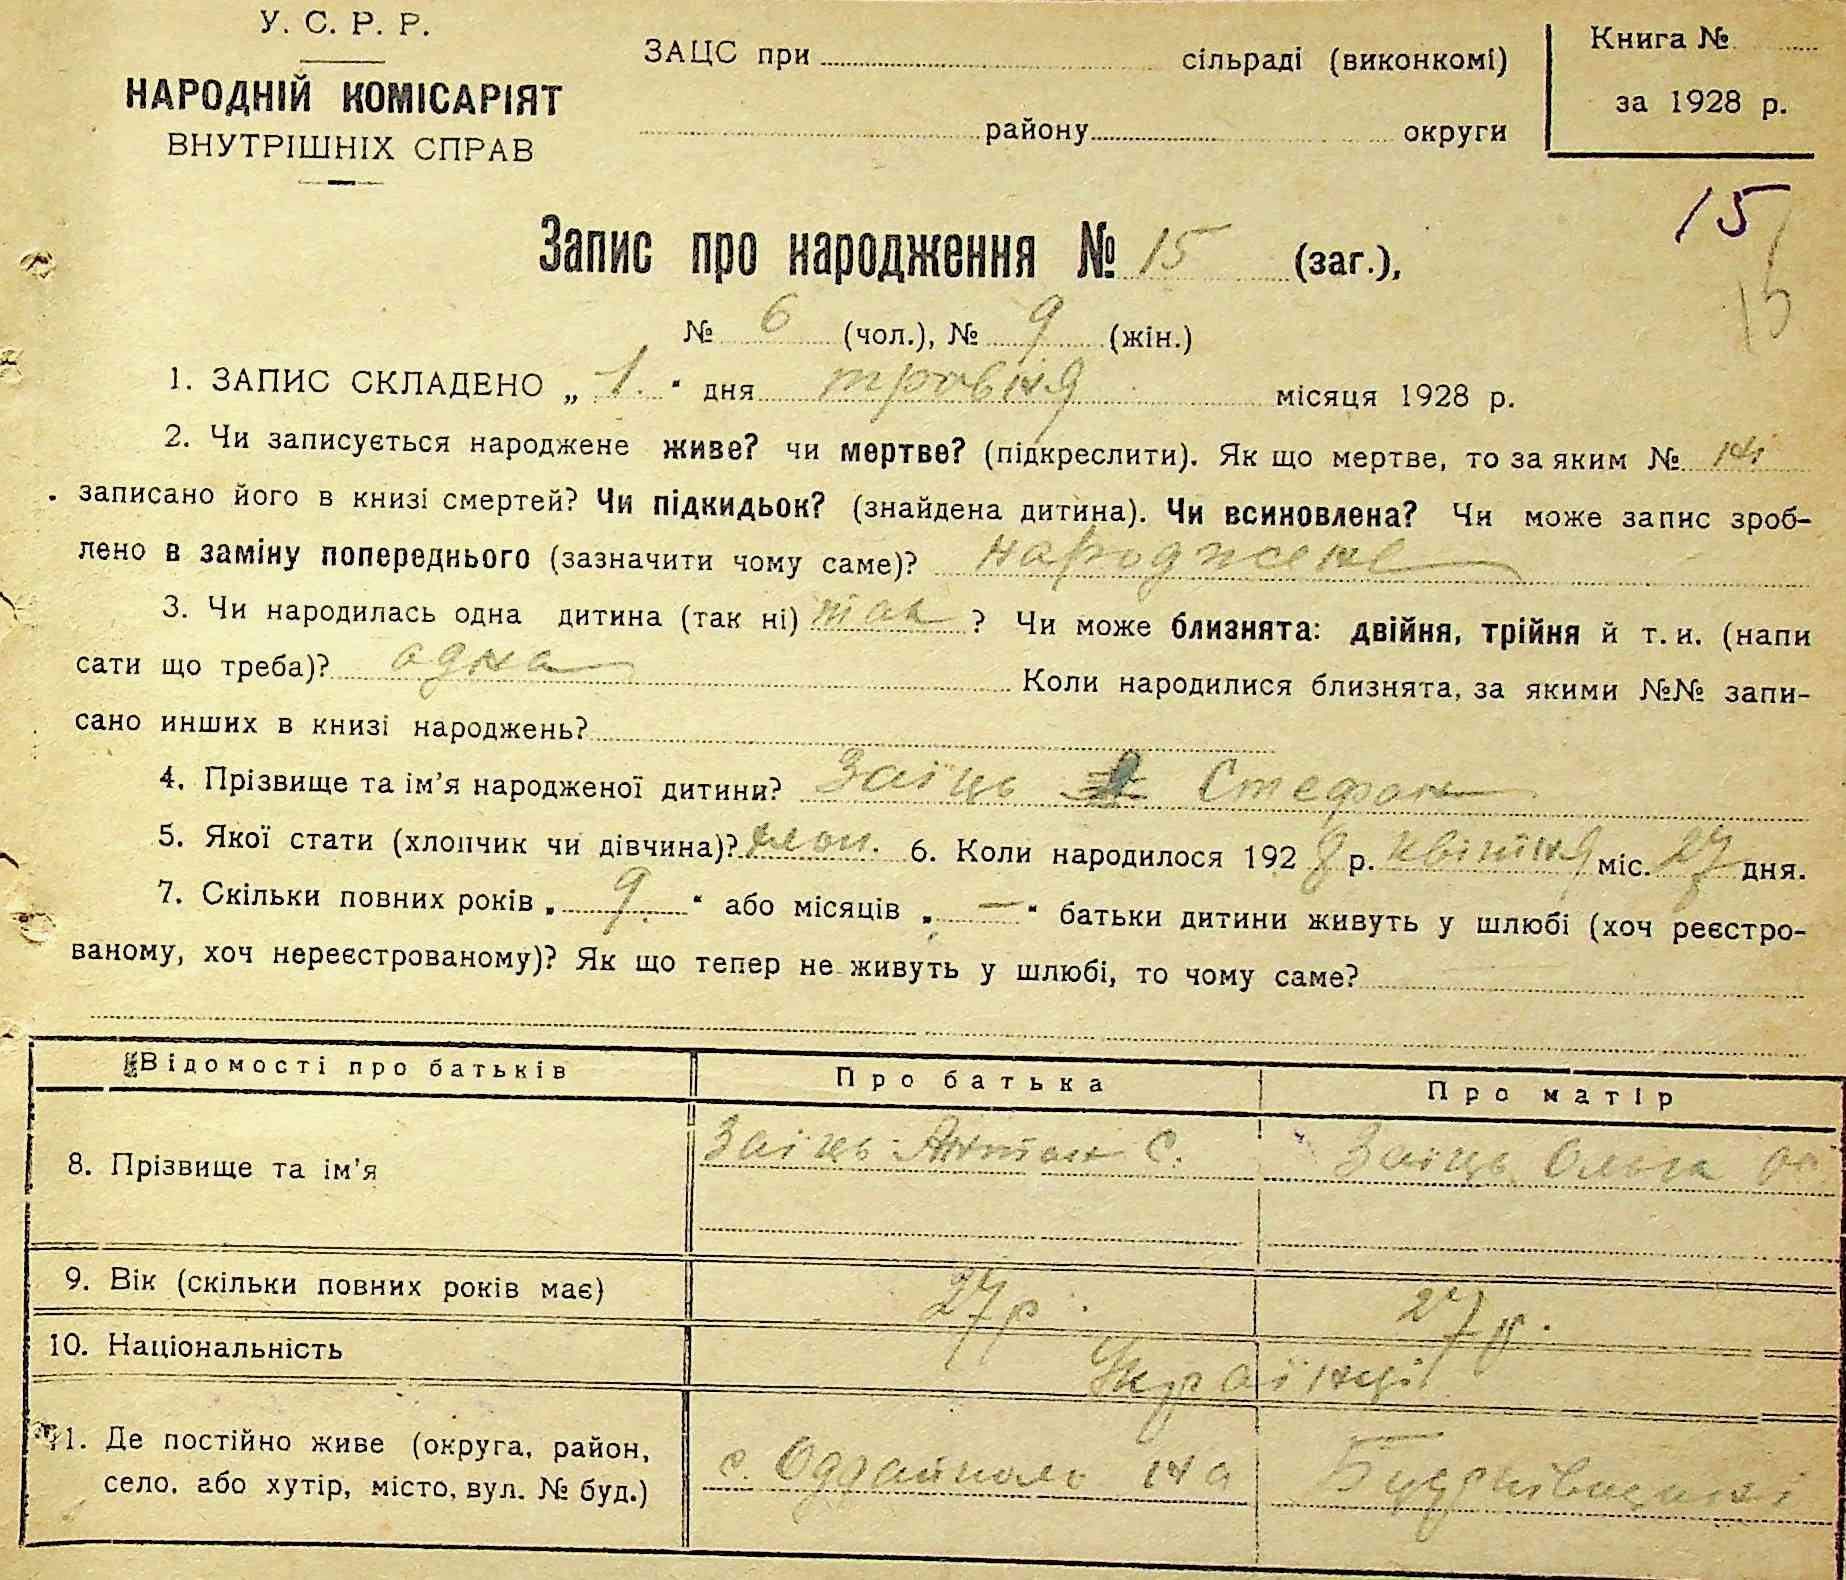 У. С. Р. Р.
НАРОДНІЙ КОМІСАРІЯТ
ВНУТРІШНІХ СПРАВ
ЗАЦС при сільраді (виконкомі)
району округи
Книга №
за 1928 р.
15
15
Запис про народження № 15 (заг.),
№ 6 (чол.), № 9 (жін.)
1. ЗАПИС СКЛАДЕНО „ 1. " дня тровня місяця 1928 р.
2. Чи записується народжене живе? чи мертве? (підкреслити). Як що мертве, то за яким № ні
записано його в книзі смертей? Чи підкидьок? (знайдена дитина). Чи всиновлена? Чи може запис зроб-
лено в заміну попереднього (зазначити чому саме)? народжене
3. Чи народилась одна дитина (так ні) так ? Чи може близнята: двійня, трійня й т. и. (напи
сати що треба)? одна Коли народилися близнята, за якими №№ запи-
сано инших в книзі народжень?
4. Прізвище та ім'я народженої дитини? Заіць Стефан
5. Якої стати (хлопчик чи дівчина)? хлоп. 6. Коли народилося 1928 р. квітня міс. 27 дня.
7. Скільки повних років „ 9. " або місяців „ — " батьки дитини живуть у шлюбі (хоч реєстро-
ваному, хоч нереєстрованому)? Як що тепер не живуть у шлюбі, то чому саме?
Відомості про батьків Про батька Про матір
8. Прізвище та ім'я Заіць Антон С. Заіць Ольга
9. Вік (скільки повних років має) 27 р. 27 р.
10. Національність Українці
11. Де постійно живе (округа, район, с. Одрайполь на
село, або хутір, місто, вул. № буд.)